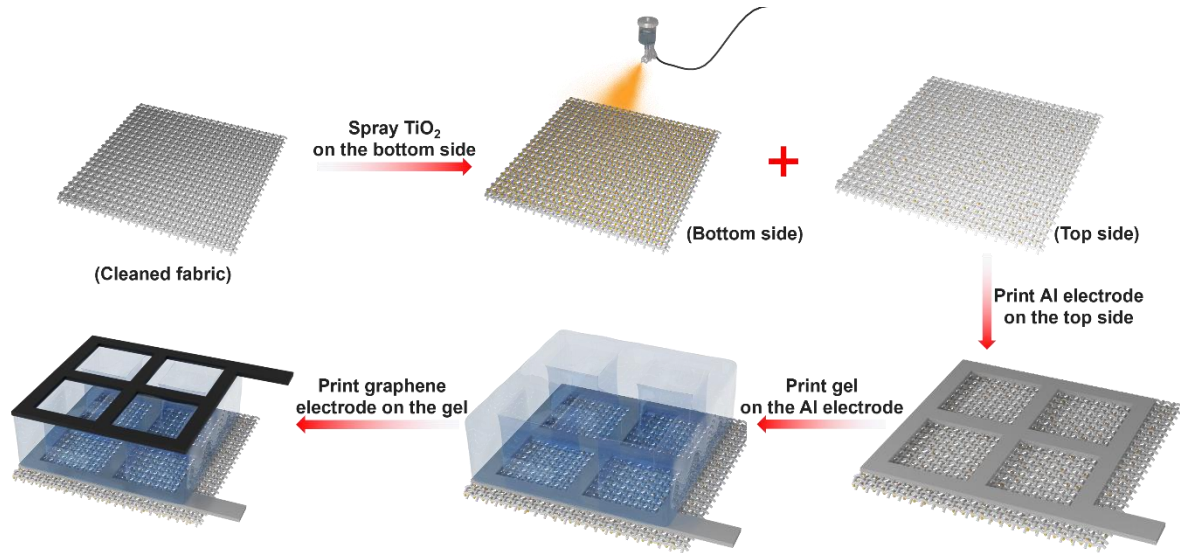 Spray TiO₂
on the bottom side
(Cleaned fabric)
(Bottom side)
+
(Top side)
Print Al electrode
on the top side
Print gel
on the Al electrode
Print graphene
electrode on the gel